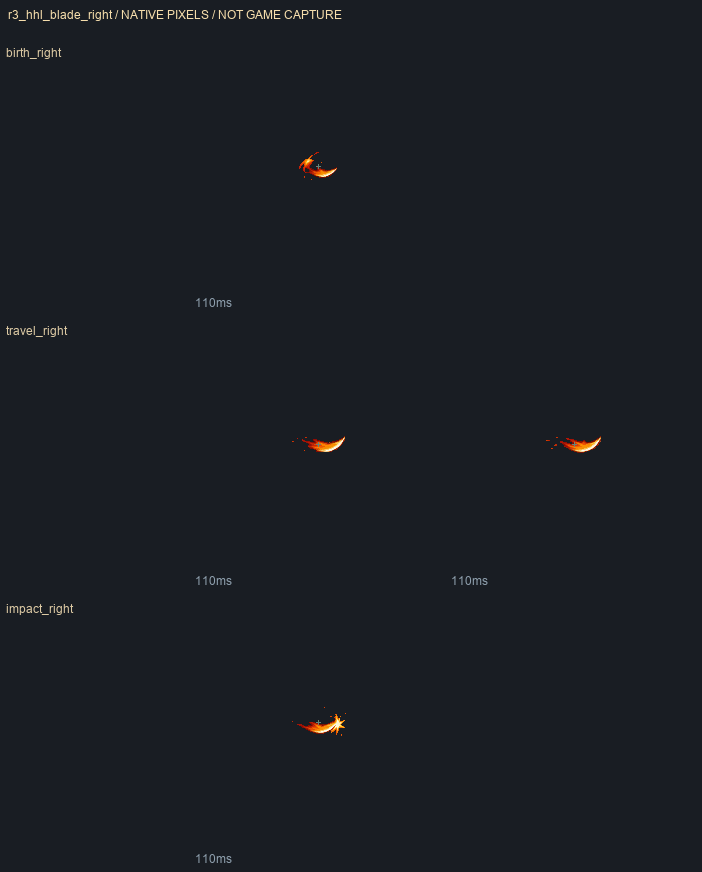 r3_hhl_blade_right / NATIVE PIXELS / NOT GAME CAPTURE
birth_right
110ms
travel_right
110ms 110ms
impact_right
110ms